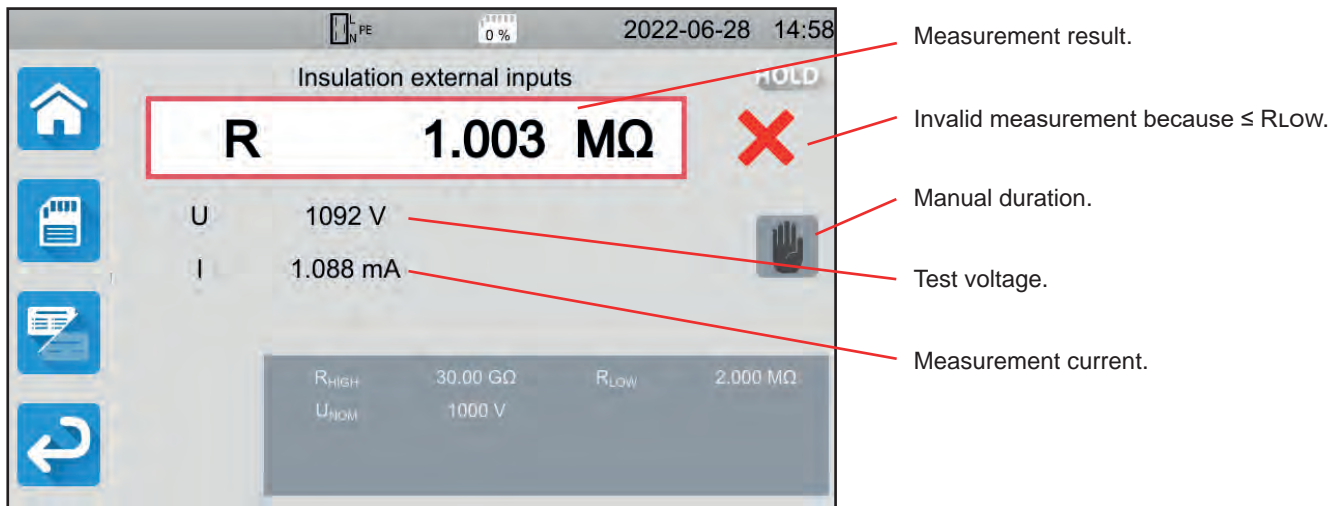 L
N PE
0 %
2022-06-28 14:58
Insulation external inputs
HOLD
R 1.003 MΩ
U 1092 V
I 1.088 mA
RHIGH 30.00 GΩ RLOW 2.000 MΩ
UNOM 1000 V
Measurement result.
Invalid measurement because ≤ RLOW.
Manual duration.
Test voltage.
Measurement current.